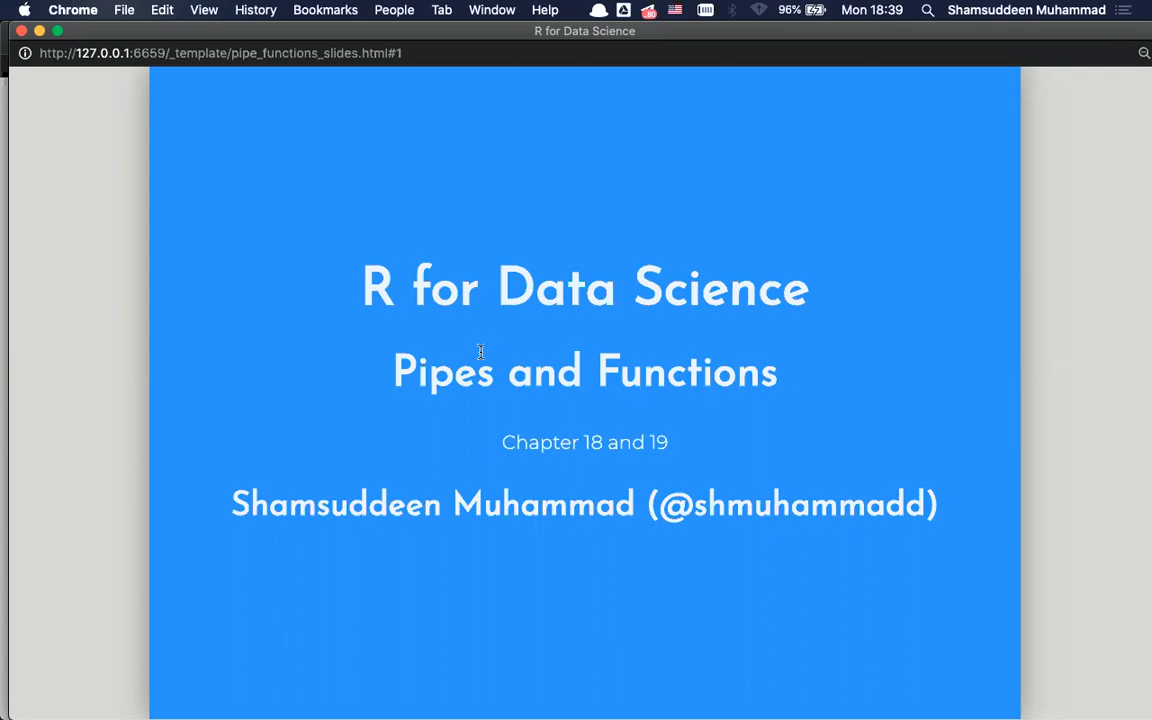 Chrome File Edit View History Bookmarks People Tab Window Help 80 96% Mon 18:39 Shamsuddeen Muhammad
R for Data Science
http://127.0.0.1:6659/_template/pipe_functions_slides.html#1
R for Data Science
Pipes and Functions
Chapter 18 and 19
Shamsuddeen Muhammad (@shmuhammadd)